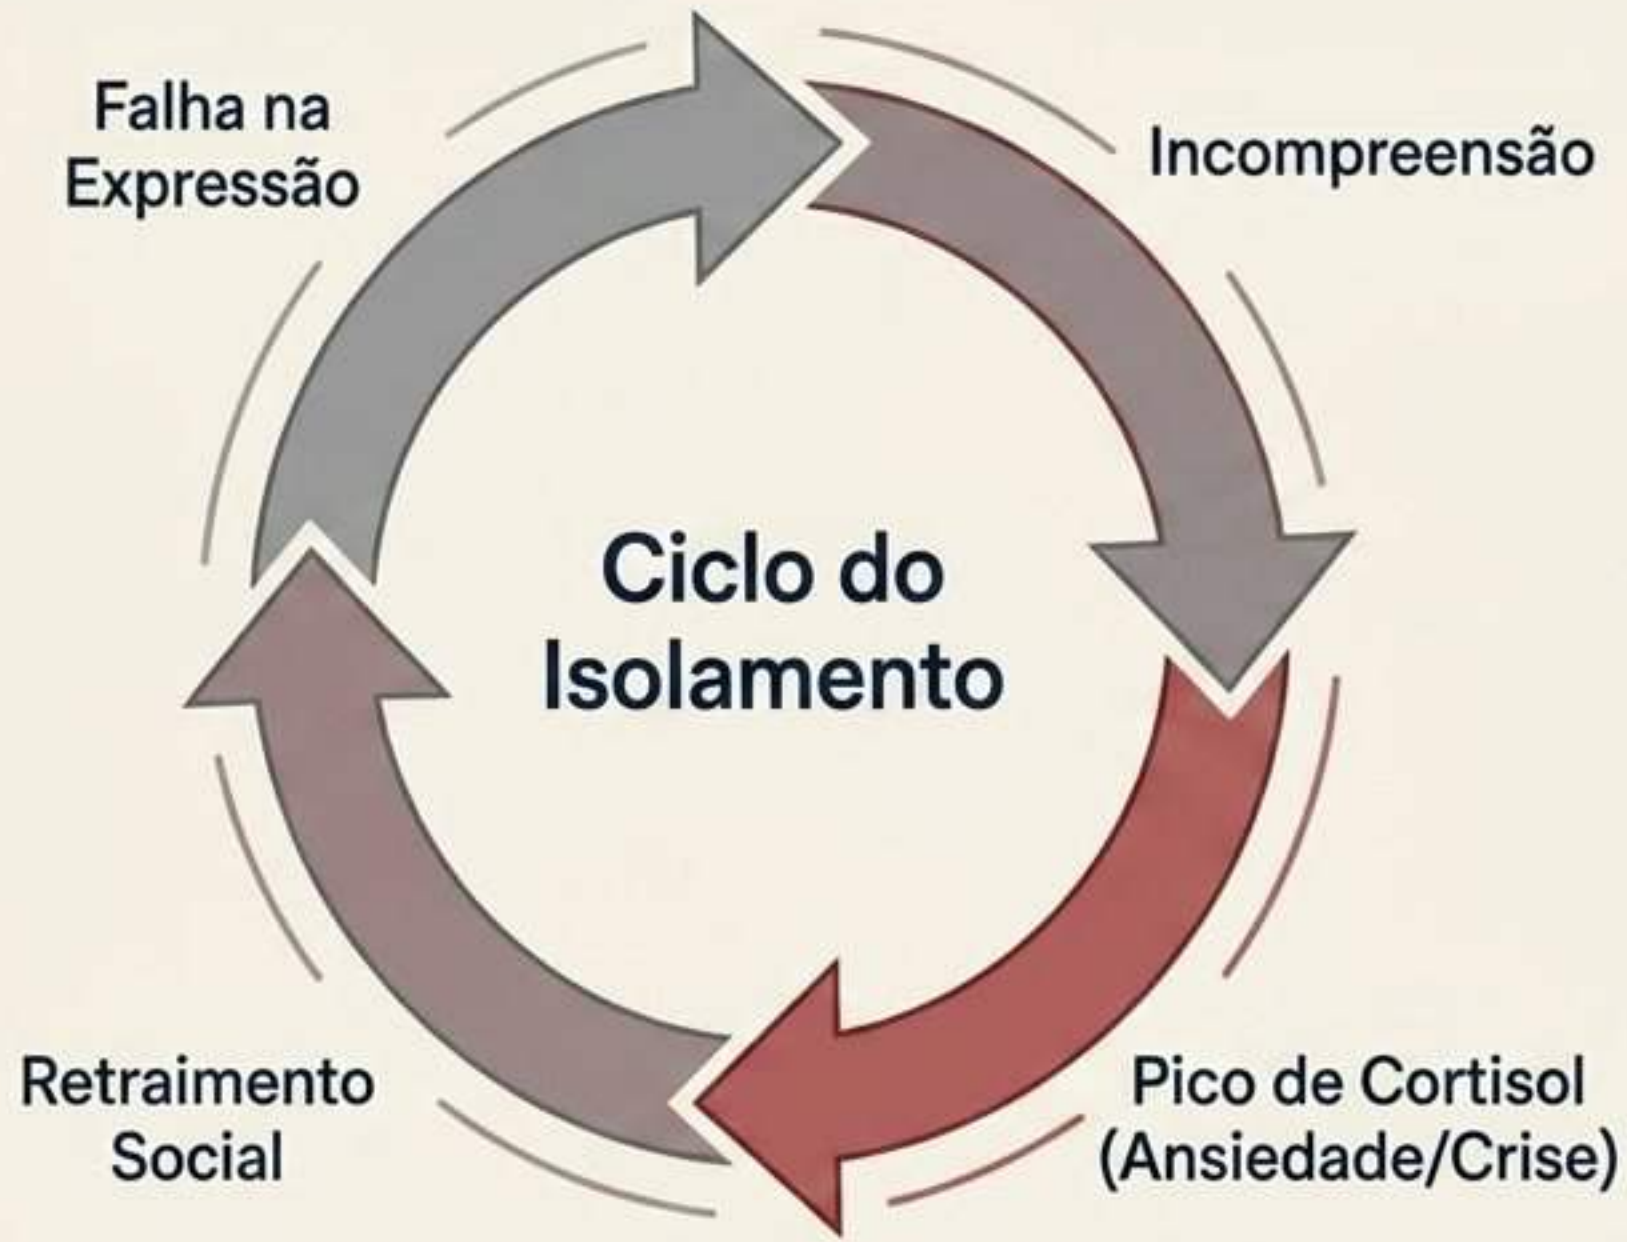 Falha na
Expressão
Incompreensão
Ciclo do
Isolamento
Retraimento
Social
Pico de Cortisol
(Ansiedade/Crise)